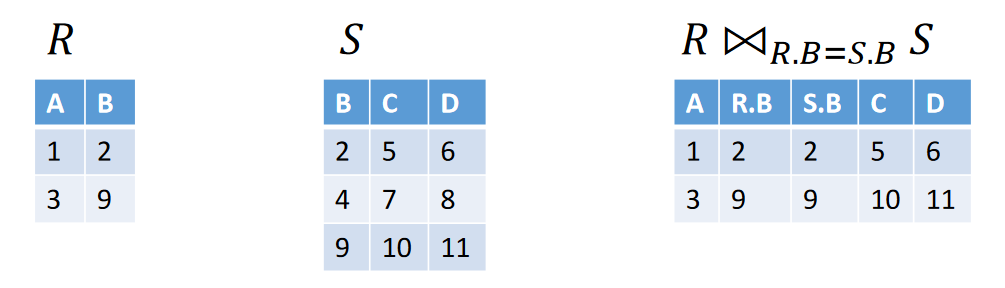 R
A B
1 2
3 9
S
B C D
2 5 6
4 7 8
9 10 11
R ⋈R.B=S.B S
A R.B S.B C D
1 2 2 5 6
3 9 9 10 11